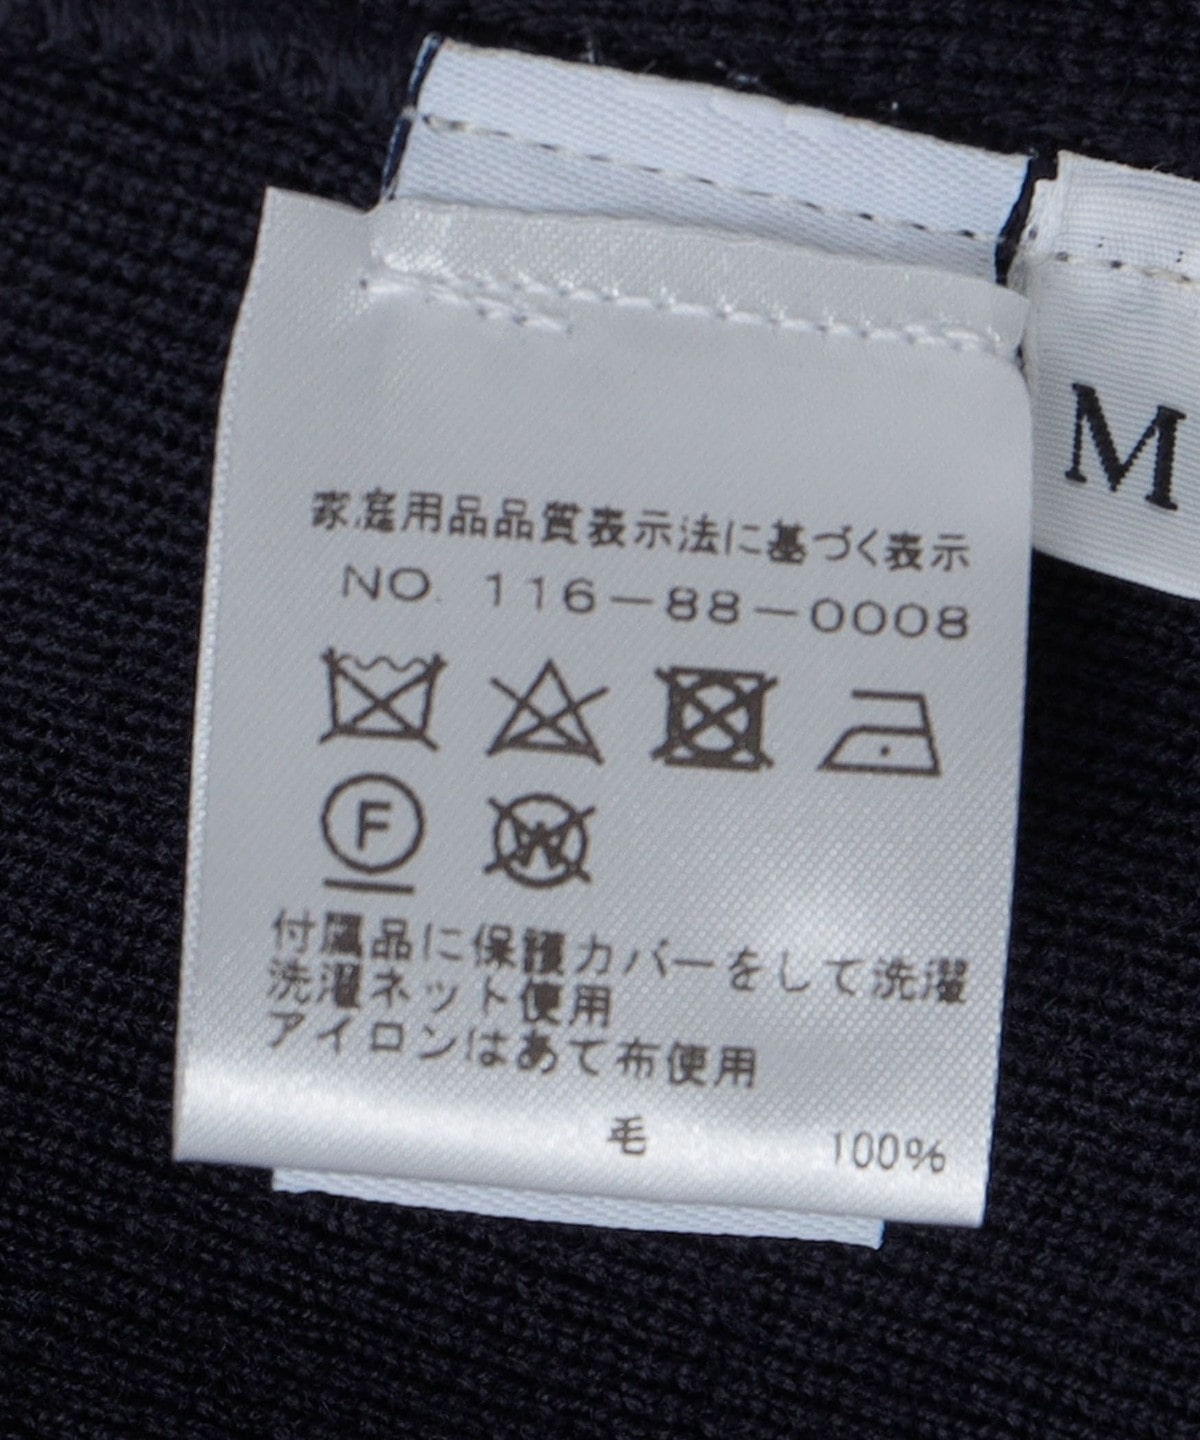 家庭用品品質表示法に基づく表示
NO. 116-88-0008
F
W
付属品に保護カバーをして洗濯
洗濯ネット使用
アイロンはあて布使用
毛 100%
M